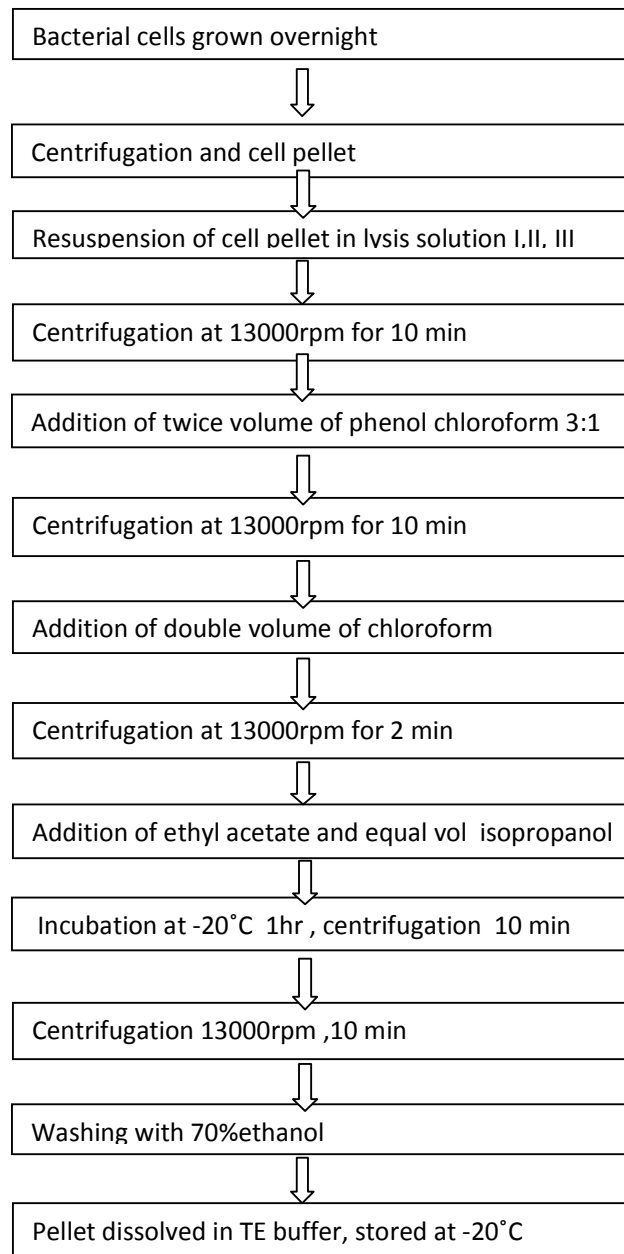 Bacterial cells grown overnight
Centrifugation and cell pellet
Resuspension of cell pellet in lysis solution I,II, III
Centrifugation at 13000rpm for 10 min
Addition of twice volume of phenol chloroform 3:1
Centrifugation at 13000rpm for 10 min
Addition of double volume of chloroform
Centrifugation at 13000rpm for 2 min
Addition of ethyl acetate and equal vol isopropanol
Incubation at -20˚C 1hr , centrifugation 10 min
Centrifugation 13000rpm ,10 min
Washing with 70%ethanol
Pellet dissolved in TE buffer, stored at -20˚C